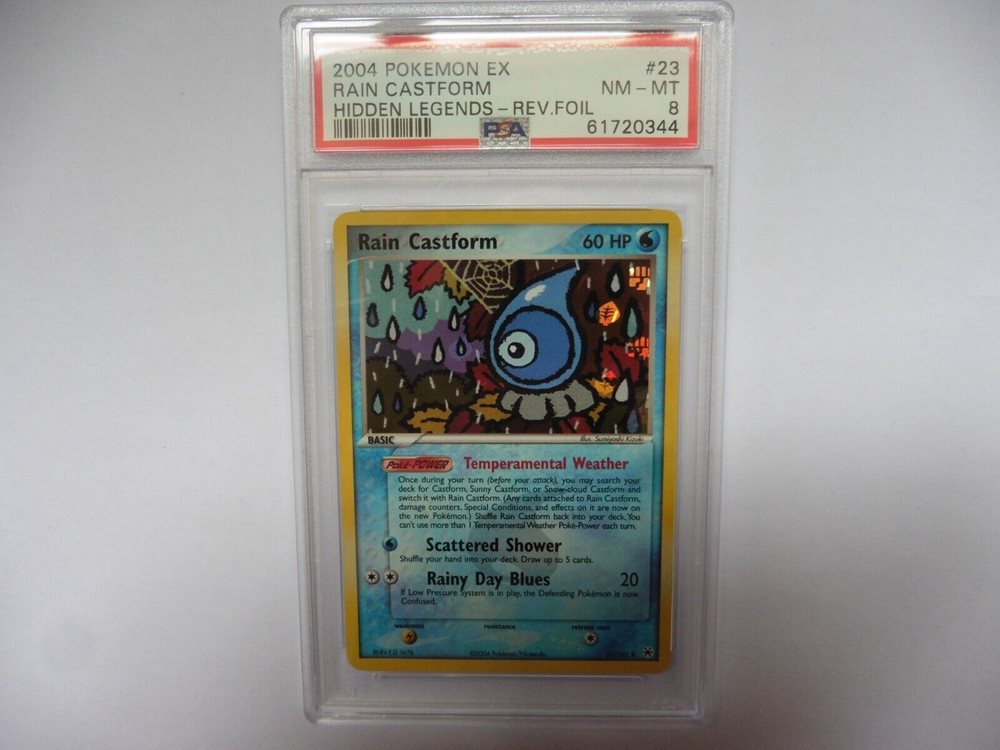 2004 POKEMON EX #23
RAIN CASTFORM NM - MT
HIDDEN LEGENDS - REV.FOIL 8
PSA 61720344
Rain Castform 60 HP
BASIC Illus. Sumiyoshi Kizuki
Poké-POWER Temperamental Weather
Once during your turn (before your attack), you may search your
deck for Castform, Sunny Castform, or Snow-cloud Castform and
switch it with Rain Castform. (Any cards attached to Rain Castform,
damage counters, Special Conditions, and effects on it are now on
the new Pokémon.) Shuffle Rain Castform back into your deck. You
can't use more than 1 Temperamental Weather Poké-Power each turn.
Scattered Shower
Shuffle your hand into your deck. Draw up to 5 cards.
Rainy Day Blues 20
If Low Pressure System is in play, the Defending Pokémon is now
Confused.
weakness resistance retreat cost
©2004 Pokémon/Nintendo